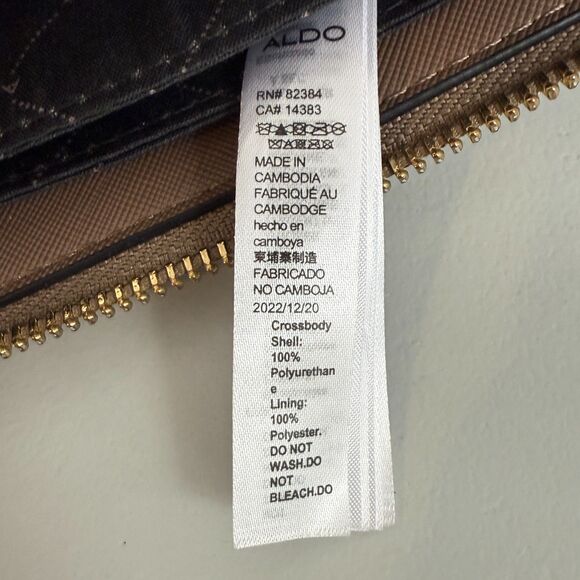 ALDO
RN# 82384
CA# 14383
MADE IN
CAMBODIA
FABRIQUÉ AU
CAMBODGE
hecho en
camboya
柬埔寨制造
FABRICADO
NO CAMBOJA
2022/12/20
Crossbody
Shell:
100%
Polyurethan
e
Lining:
100%
Polyester.
DO NOT
WASH.DO
NOT
BLEACH.DO